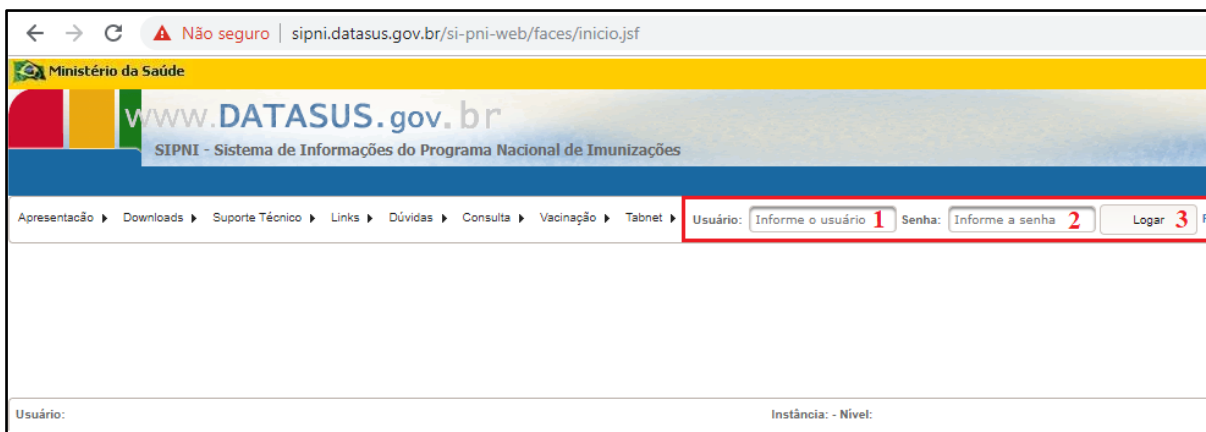 Não seguro | sipni.datasus.gov.br/si-pni-web/faces/inicio.jsf
Ministério da Saúde
www.DATASUS.gov.br
SIPNI - Sistema de Informações do Programa Nacional de Imunizações
Apresentacão Downloads Suporte Técnico Links Dúvidas Consulta Vacinação Tabnet Usuário: Informe o usuário 1 Senha: Informe a senha 2 Logar 3
Usuário: Instância: - Nível: